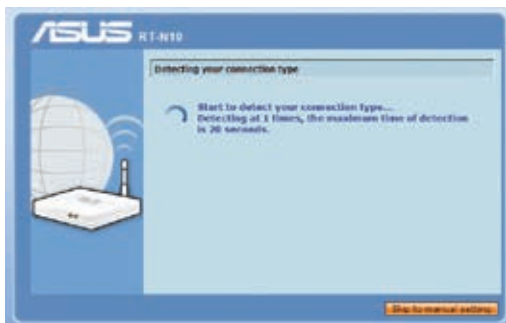 ASUS RT-N10
Detecting your connection type
Start to detect your connection type...
Detecting at 1 times, the maximum time of detection
is 20 seconds.
Skip to manual setting